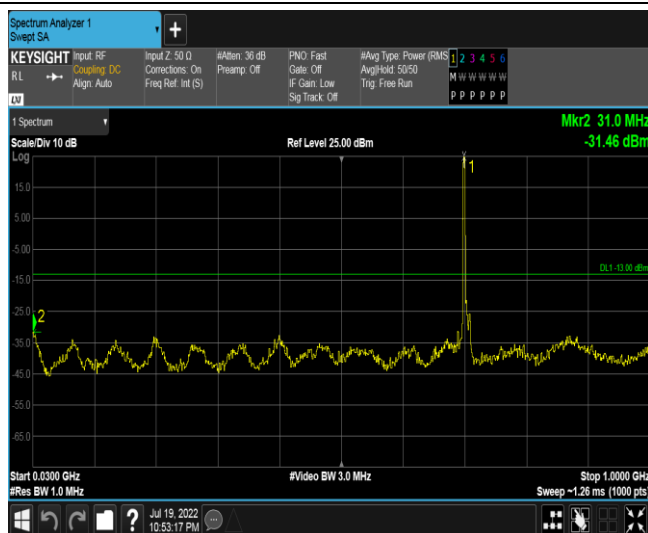 Spectrum Analyzer 1
Swept SA
KEYSIGHT
RL
Input: RF
Coupling: DC
Align: Auto
Input Z: 50 Ω
Corrections: On
Freq Ref: Int (S)
#Atten: 36 dB
Preamp: Off
PNO: Fast
Gate: Off
IF Gain: Low
Sig Track: Off
#Avg Type: Power (RMS
Avg|Hold: 50/50
Trig: Free Run
1 2 3 4 5 6
M W W W W W
P P P P P P
LXI
1 Spectrum
Mkr2 31.0 MHz
Scale/Div 10 dB
Ref Level 25.00 dBm
-31.46 dBm
Log
1
15.0
5.00
-5.00
DL1 -13.00 dBm
-15.0
-25.0
2
-35.0
-45.0
-55.0
-65.0
Start 0.0300 GHz
#Video BW 3.0 MHz
Stop 1.0000 GHz
#Res BW 1.0 MHz
Sweep ~1.26 ms (1000 pts)
?
Jul 19, 2022
10:53:17 PM